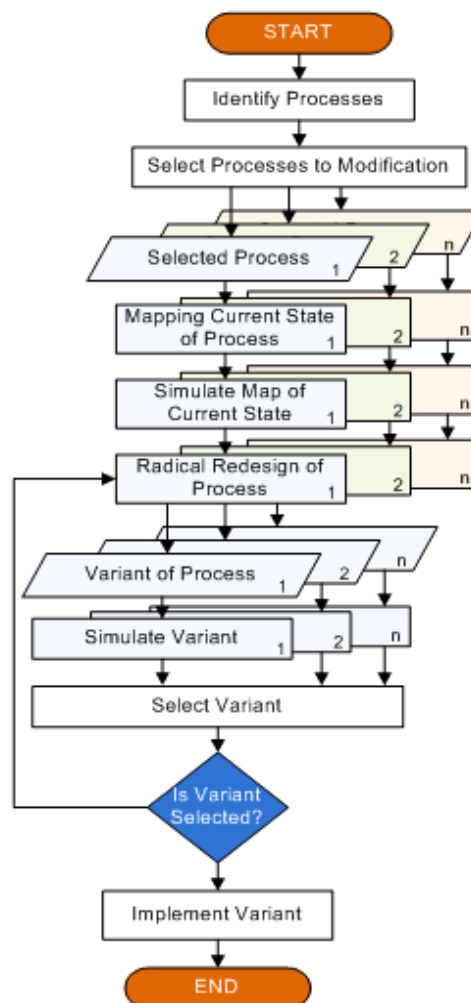 START
Identify Processes
Select Processes to Modification
n
2
Selected Process
1
Mapping Current State
of Process
1
2
n
Simulate Map of
Current State
1
2
n
Radical Redesign of
Process
1
2
n
n
2
Variant of Process
1
Simulate Variant
1
2
n
Select Variant
Is Variant
Selected?
Implement Variant
END